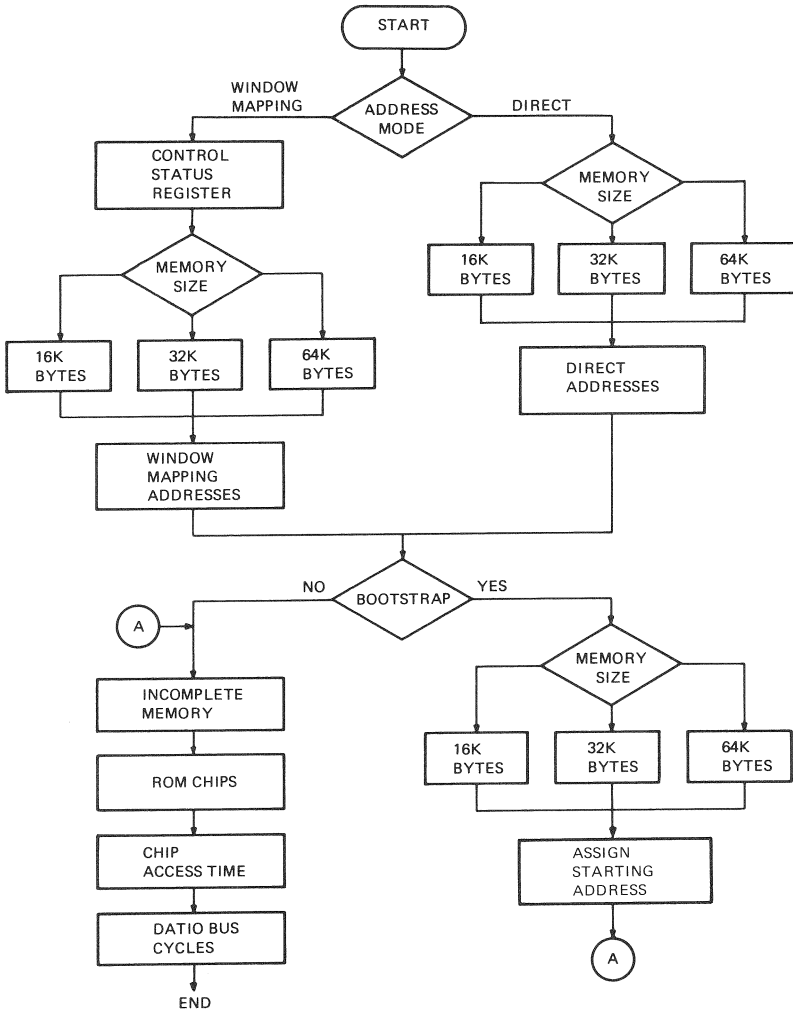 START
WINDOW
MAPPING
ADDRESS
MODE
DIRECT
CONTROL
STATUS
REGISTER
MEMORY
SIZE
16K
BYTES
32K
BYTES
64K
BYTES
MEMORY
SIZE
16K
BYTES
32K
BYTES
64K
BYTES
DIRECT
ADDRESSES
WINDOW
MAPPING
ADDRESSES
NO
BOOTSTRAP
YES
A
INCOMPLETE
MEMORY
ROM CHIPS
CHIP
ACCESS TIME
DATIO BUS
CYCLES
END
MEMORY
SIZE
16K
BYTES
32K
BYTES
64K
BYTES
ASSIGN
STARTING
ADDRESS
A